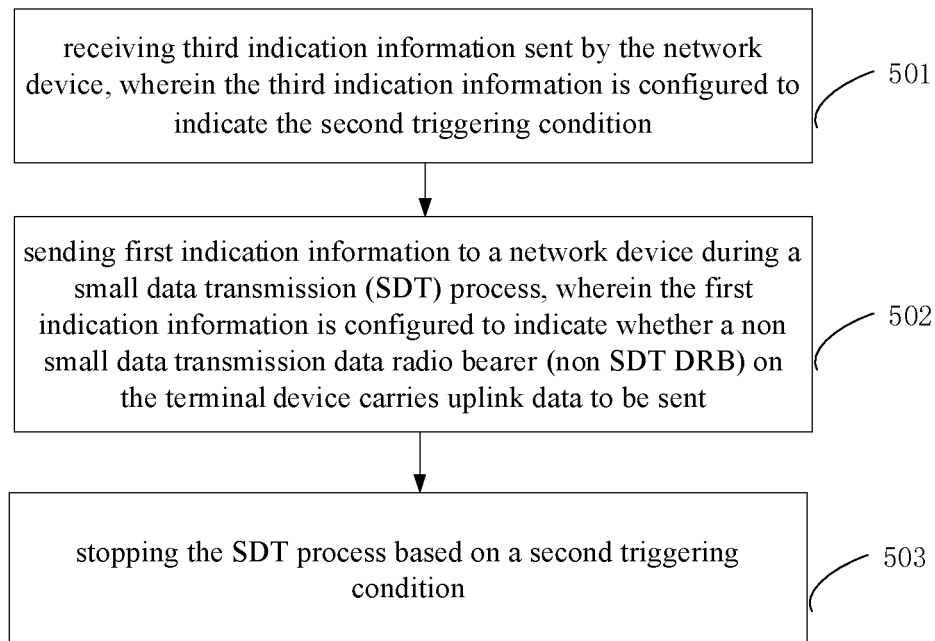 receiving third indication information sent by the network
device, wherein the third indication information is configured to
indicate the second triggering condition
501
sending first indication information to a network device during a
small data transmission (SDT) process, wherein the first
indication information is configured to indicate whether a non
small data transmission data radio bearer (non SDT DRB) on
the terminal device carries uplink data to be sent
502
stopping the SDT process based on a second triggering
condition
503